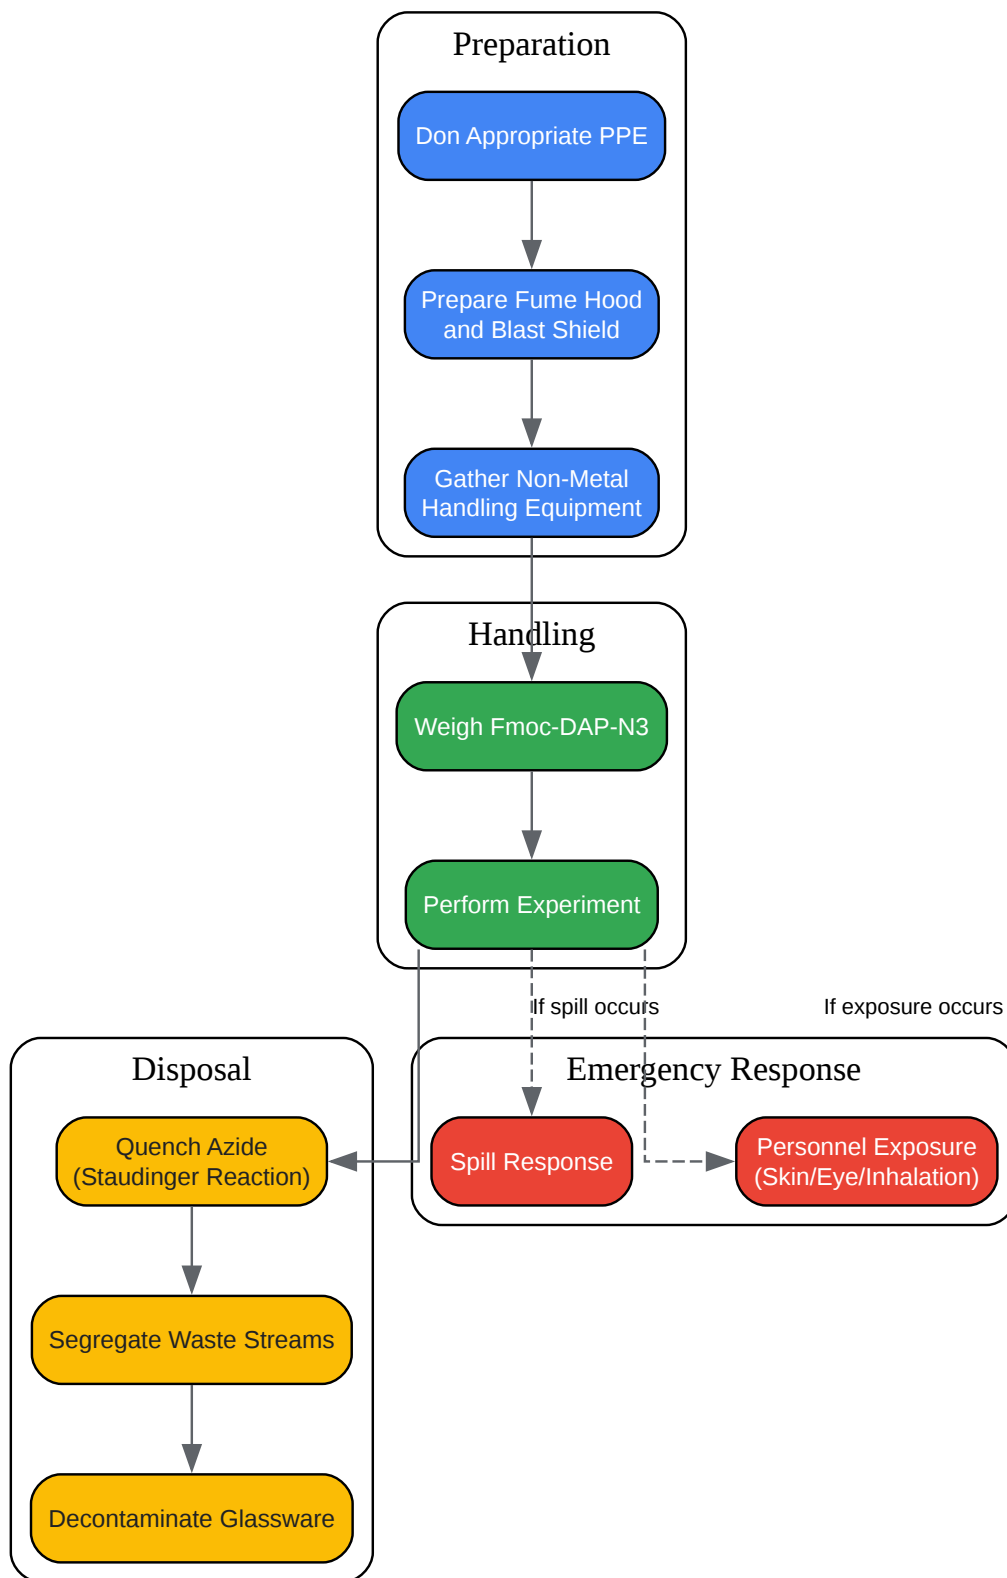 Preparation
Don Appropriate PPE
Prepare Fume Hood
and Blast Shield
Gather Non-Metal
Handling Equipment
Handling
Weigh Fmoc-DAP-N3
Perform Experiment
If spill occurs
If exposure occurs
Disposal
Quench Azide
(Staudinger Reaction)
Segregate Waste Streams
Decontaminate Glassware
Emergency Response
Spill Response
Personnel Exposure
(Skin/Eye/Inhalation)